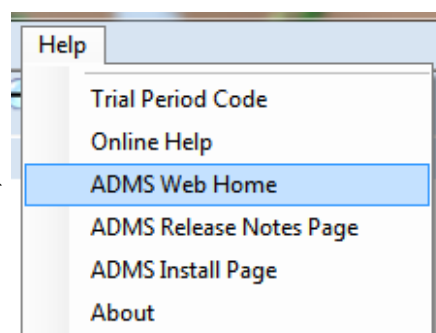 Help
Trial Period Code
Online Help
ADMS Web Home
ADMS Release Notes Page
ADMS Install Page
About